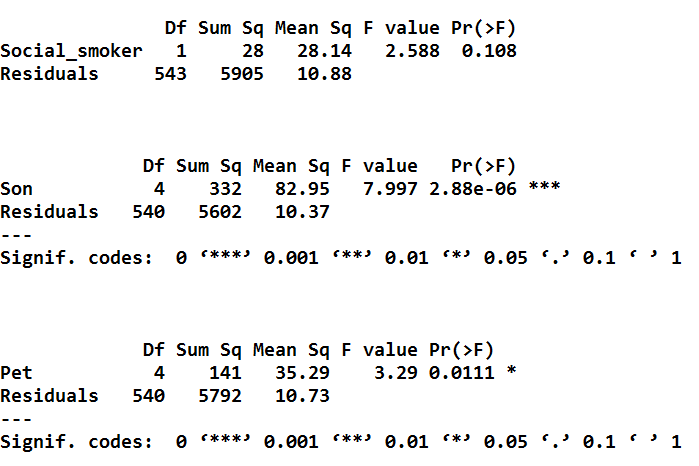 Df Sum Sq Mean Sq F value Pr(>F)
Social_smoker 1 28 28.14 2.588 0.108
Residuals 543 5905 10.88
Df Sum Sq Mean Sq F value Pr(>F)
Son 4 332 82.95 7.997 2.88e-06 ***
Residuals 540 5602 10.37
---
Signif. codes: 0 ‘***’ 0.001 ‘**’ 0.01 ‘*’ 0.05 ‘.’ 0.1 ‘ ’ 1
Df Sum Sq Mean Sq F value Pr(>F)
Pet 4 141 35.29 3.29 0.0111 *
Residuals 540 5792 10.73
---
Signif. codes: 0 ‘***’ 0.001 ‘**’ 0.01 ‘*’ 0.05 ‘.’ 0.1 ‘ ’ 1